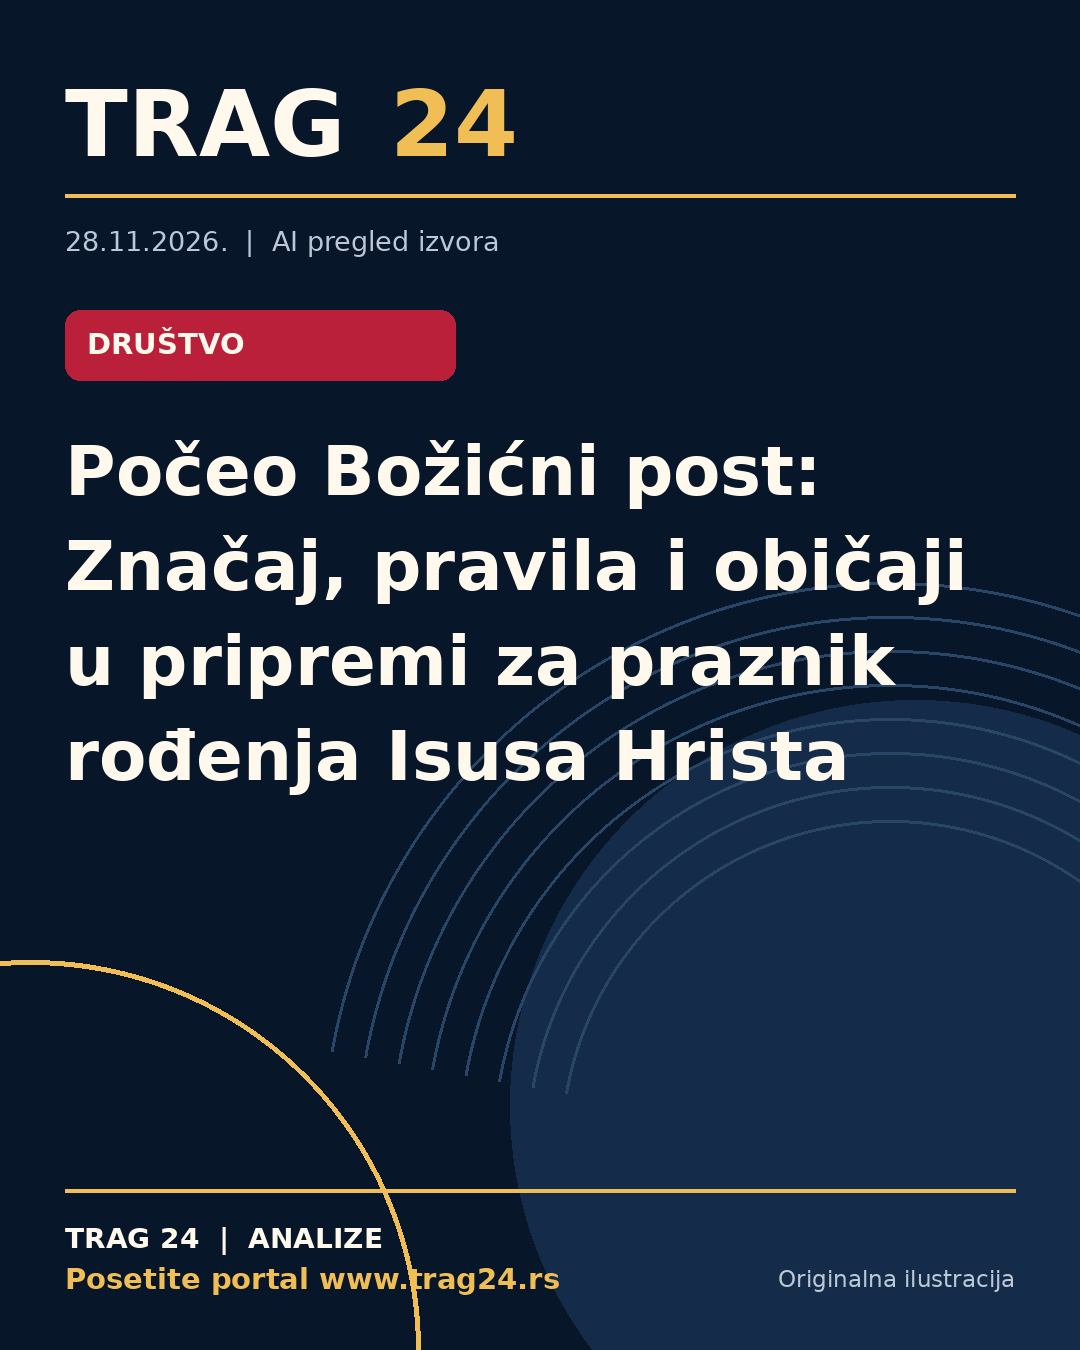 TRAG 24
28.11.2026. | AI pregled izvora
DRUŠTVO
Počeo Božićni post:
Značaj, pravila i običaji
u pripremi za praznik
rođenja Isusa Hrista
TRAG 24 | ANALIZE
Posetite portal www.trag24.rs
Originalna ilustracija